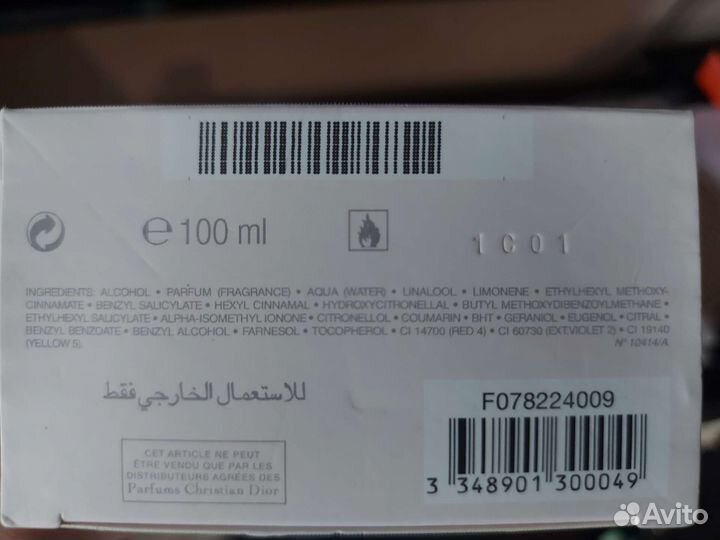 ℮ 100 ml
1C01
INGREDIENTS: ALCOHOL • PARFUM (FRAGRANCE) • AQUA (WATER) • LINALOOL • LIMONENE • ETHYLHEXYL METHOXY-
CINNAMATE • BENZYL SALICYLATE • HEXYL CINNAMAL • HYDROXYCITRONELLAL • BUTYL METHOXYDIBENZOYLMETHANE •
ETHYLHEXYL SALICYLATE • ALPHA-ISOMETHYL IONONE • CITRONELLOL • COUMARIN • BHT • GERANIOL • EUGENOL • CITRAL •
BENZYL BENZOATE • BENZYL ALCOHOL • FARNESOL • TOCOPHEROL • CI 14700 (RED 4) • CI 60730 (EXT.VIOLET 2) • CI 19140
(YELLOW 5).
N° 10414/A
للاستعمال الخارجي فقط
CET ARTICLE NE PEUT
ÊTRE VENDU QUE PAR LES
DISTRIBUTEURS AGRÉÉS DES
Parfums Christian Dior
F078224009
3 348901 300049
Avito